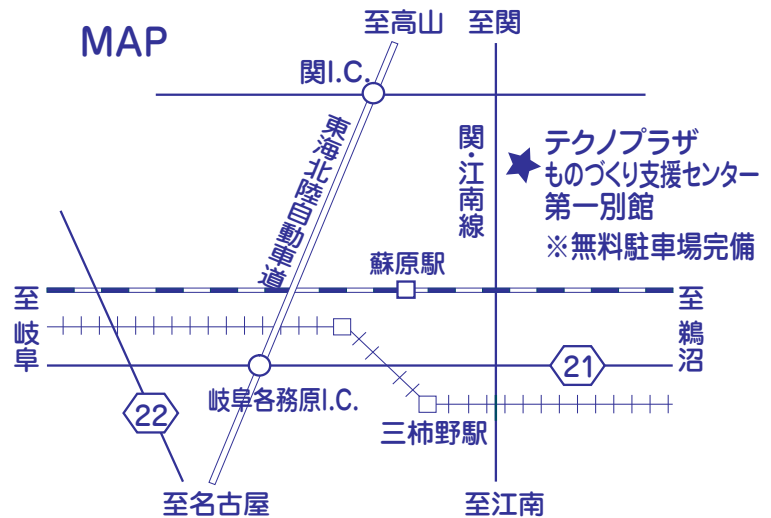 MAP
至高山
至関
関I.C.
東海北陸自動車道
関・江南線
テクノプラザ
ものづくり支援センター
第一別館
※無料駐車場完備
蘇原駅
至岐阜
至鵜沼
21
岐阜各務原I.C.
22
三柿野駅
至名古屋
至江南